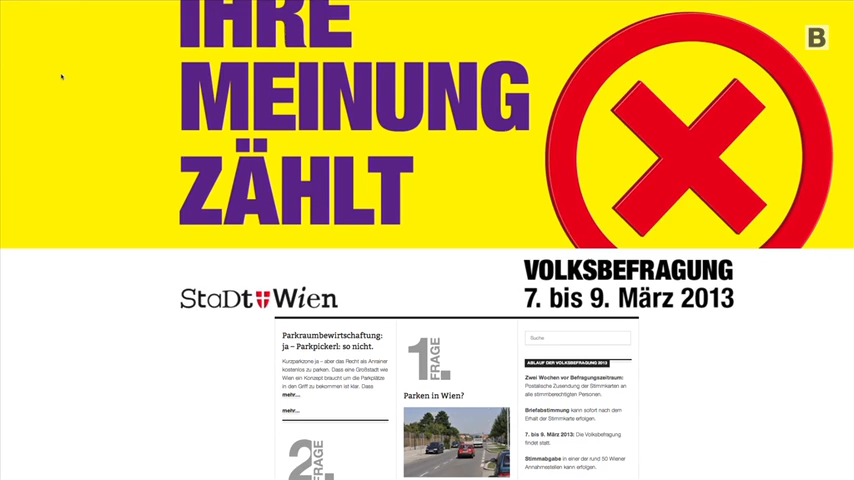 IHRE
MEINUNG
ZÄHLT
B
StaDt Wien
VOLKSBEFRAGUNG
7. bis 9. März 2013
Parkraumbewirtschaftung:
ja – Parkpickerl: so nicht.
Kurzparkzone ja – aber das Recht als Anrainer
kostenlos zu parken. Dass eine Großstadt wie
Wien ein Konzept braucht um die Parkplätze
in den Griff zu bekommen ist klar. Dass
mehr...
mehr...
2.
FRAGE
1.
FRAGE
Parken in Wien?
Suche
ABLAUF DER VOLKSBEFRAGUNG 2013
Zwei Wochen vor Befragungszeitraum:
Postalische Zusendung der Stimmkarten an
alle stimmberechtigten Personen.
Briefabstimmung kann sofort nach dem
Erhalt der Stimmkarte erfolgen.
7. bis 9. März 2013: Die Volksbefragung
findet statt.
Stimmabgabe in einer der rund 50 Wiener
Annahmestellen kann erfolgen.